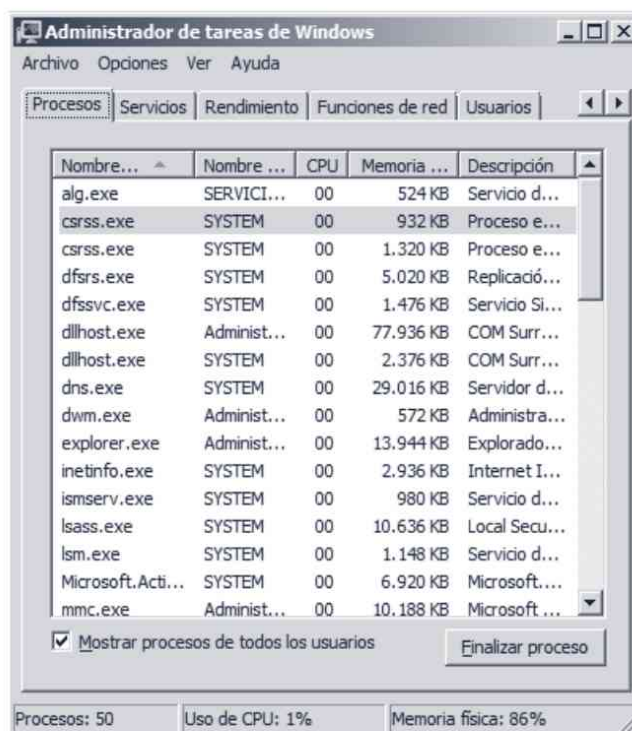 Administrador de tareas de Windows
Archivo Opciones Ver Ayuda
Procesos Servicios Rendimiento Funciones de red Usuarios
Nombre... Nombre ... CPU Memoria ... Descripción
alg.exe SERVICI... 00 524 KB Servicio d...
csrss.exe SYSTEM 00 932 KB Proceso e...
csrss.exe SYSTEM 00 1.320 KB Proceso e...
dfsrs.exe SYSTEM 00 5.020 KB Replicació...
dfssvc.exe SYSTEM 00 1.476 KB Servicio Si...
dllhost.exe Administ... 00 77.936 KB COM Surr...
dllhost.exe SYSTEM 00 2.376 KB COM Surr...
dns.exe SYSTEM 00 29.016 KB Servidor d...
dwm.exe Administ... 00 572 KB Administra...
explorer.exe Administ... 00 13.944 KB Explorado...
inetinfo.exe SYSTEM 00 2.936 KB Internet I...
ismserv.exe SYSTEM 00 980 KB Servicio d...
lsass.exe SYSTEM 00 10.636 KB Local Secu...
lsm.exe SYSTEM 00 1.148 KB Servicio d...
Microsoft.Acti... SYSTEM 00 6.920 KB Microsoft....
mmc.exe Administ... 00 10.188 KB Microsoft ...
Mostrar procesos de todos los usuarios Finalizar proceso
Procesos: 50 Uso de CPU: 1% Memoria física: 86%